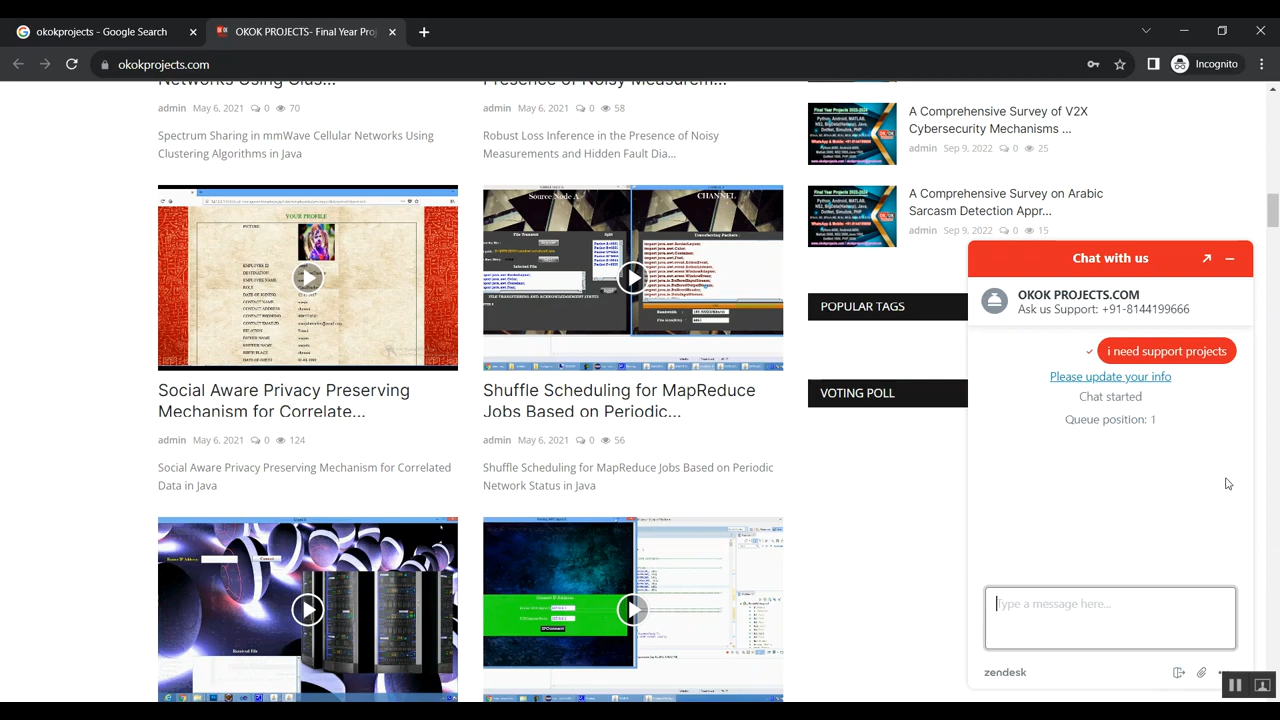 okokprojects - Google Search
OKOK PROJECTS- Final Year Proj
okokprojects.com
Incognito
Networks Using Clas...
Presence of Noisy Measurem...
admin May 6, 2021 0 70
admin May 6, 2021 0 58
Spectrum Sharing in mmWave Cellular Networks Using
Clustering Algorithms in Java
Robust Loss Inference in the Presence of Noisy
Measurements and Hidden Fault Dia...
A Comprehensive Survey of V2X
Cybersecurity Mechanisms ...
admin Sep 9, 2022 0 25
A Comprehensive Survey on Arabic
Sarcasm Detection Appr...
admin Sep 9, 2022 0 15
YOUR PROFILE
Source Node A
CHANNEL
Social Aware Privacy Preserving
Mechanism for Correlate...
admin May 6, 2021 0 124
Social Aware Privacy Preserving Mechanism for Correlated
Data in Java
Shuffle Scheduling for MapReduce
Jobs Based on Periodic...
admin May 6, 2021 0 56
Shuffle Scheduling for MapReduce Jobs Based on Periodic
Network Status in Java
POPULAR TAGS
VOTING POLL
Chat with us
OKOK PROJECTS.COM
Ask us Support +91- 8144199666
i need support projects
Please update your info
Chat started
Queue position: 1
Type a message here...
zendesk